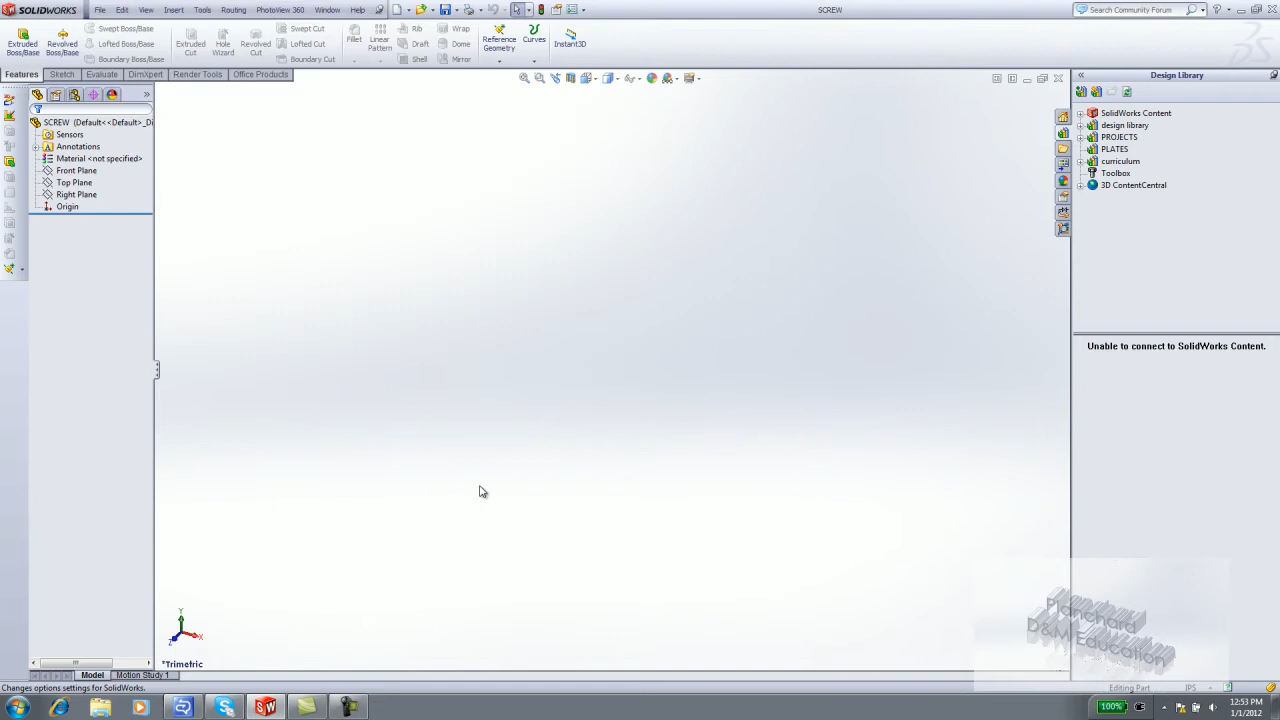 SOLIDWORKS File Edit View Insert Tools Routing PhotoView 360 Window Help SCREW Search Community Forum
Extruded Boss/Base
Revolved Boss/Base
Swept Boss/Base
Lofted Boss/Base
Boundary Boss/Base
Extruded Cut
Hole Wizard
Revolved Cut
Swept Cut
Lofted Cut
Boundary Cut
Fillet
Linear Pattern
Rib
Draft
Shell
Wrap
Dome
Mirror
Reference Geometry
Curves
Instant3D
Features Sketch Evaluate DimXpert Render Tools Office Products
Design Library
SCREW (Default<<Default>_Di
Sensors
Annotations
Material <not specified>
Front Plane
Top Plane
Right Plane
Origin
SolidWorks Content
design library
PROJECTS
PLATES
curriculum
Toolbox
3D ContentCentral
Unable to connect to SolidWorks Content.
Planchard
D&M Education
Y
X
Z
*Trimetric
Model Motion Study 1
Changes options settings for SolidWorks. Editing Part IPS
100% 12:53 PM
1/1/2012